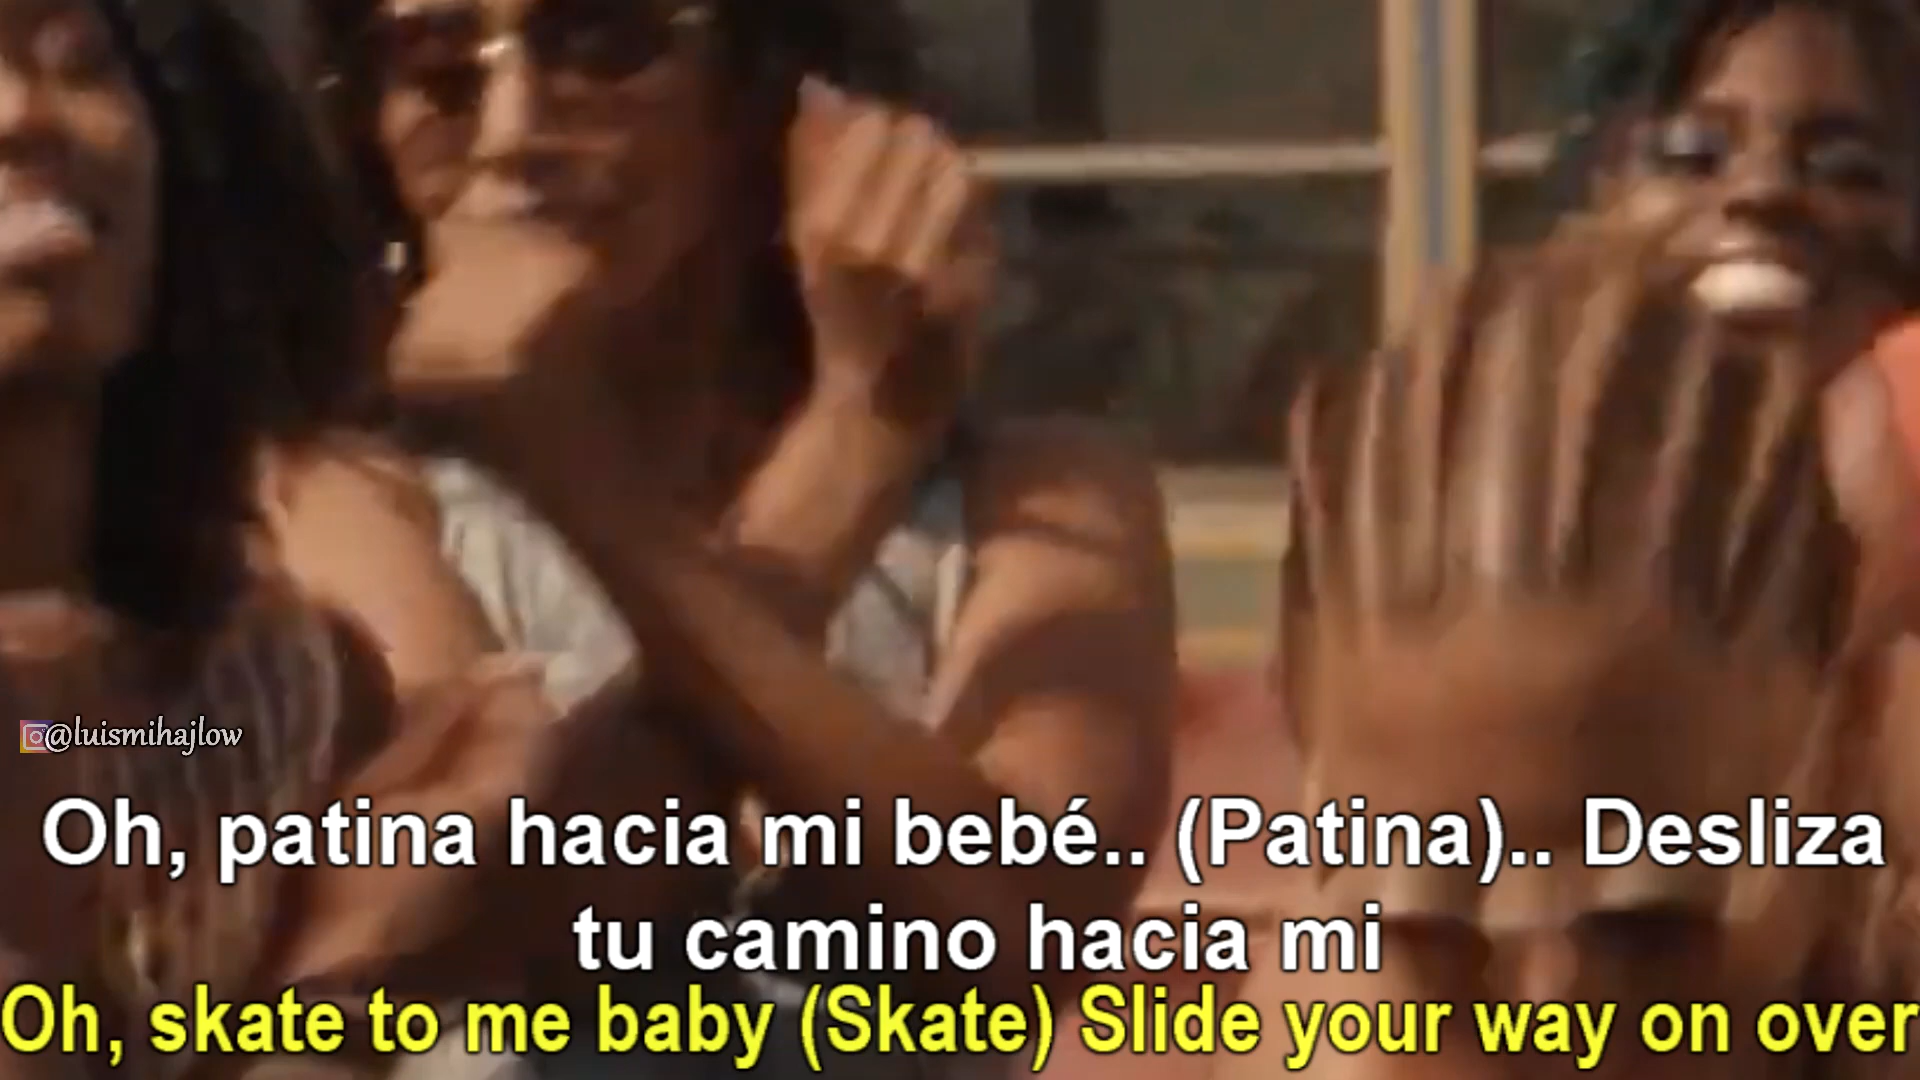 @luismihajlow
Oh, patina hacia mi bebé.. (Patina).. Desliza
tu camino hacia mi
Oh, skate to me baby (Skate) Slide your way on over